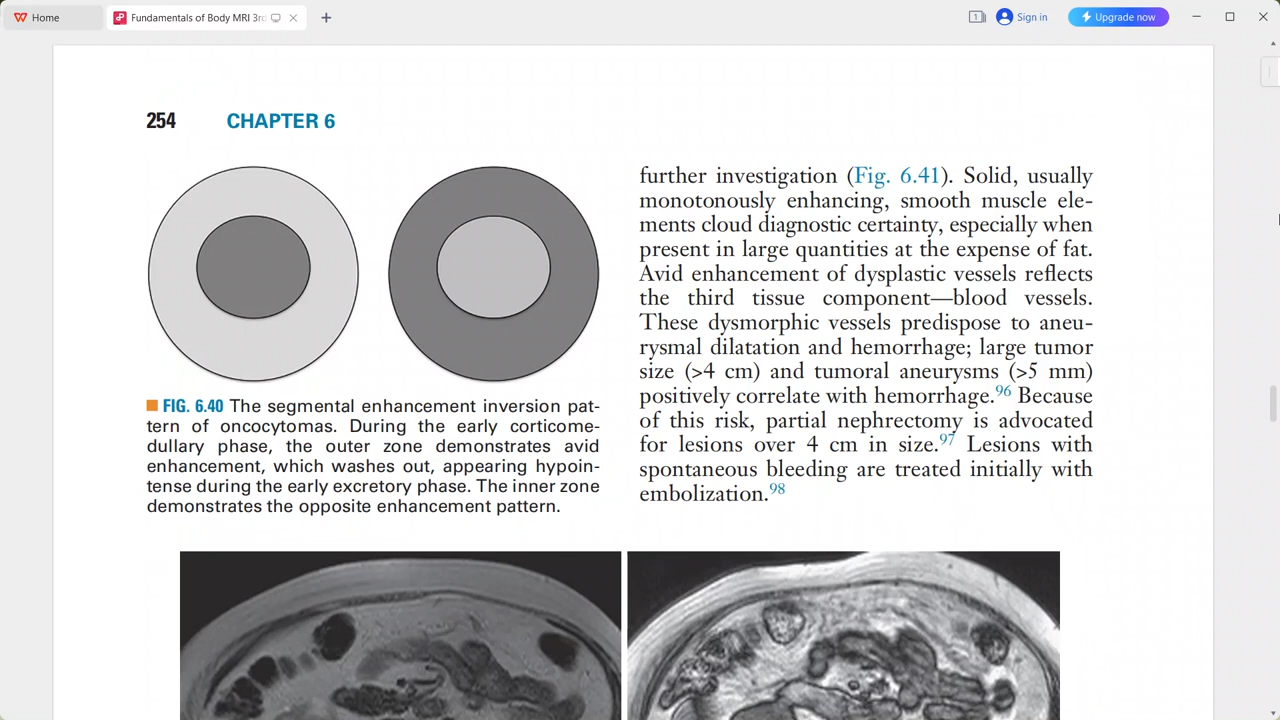 Home
Fundamentals of Body MRI 3rd
1
Sign in
Upgrade now
254 CHAPTER 6
FIG. 6.40 The segmental enhancement inversion pat-
tern of oncocytomas. During the early corticome-
dullary phase, the outer zone demonstrates avid
enhancement, which washes out, appearing hypoin-
tense during the early excretory phase. The inner zone
demonstrates the opposite enhancement pattern.
further investigation (Fig. 6.41). Solid, usually
monotonously enhancing, smooth muscle ele-
ments cloud diagnostic certainty, especially when
present in large quantities at the expense of fat.
Avid enhancement of dysplastic vessels reflects
the third tissue component—blood vessels.
These dysmorphic vessels predispose to aneu-
rysmal dilatation and hemorrhage; large tumor
size (>4 cm) and tumoral aneurysms (>5 mm)
positively correlate with hemorrhage.96 Because
of this risk, partial nephrectomy is advocated
for lesions over 4 cm in size.97 Lesions with
spontaneous bleeding are treated initially with
embolization.98